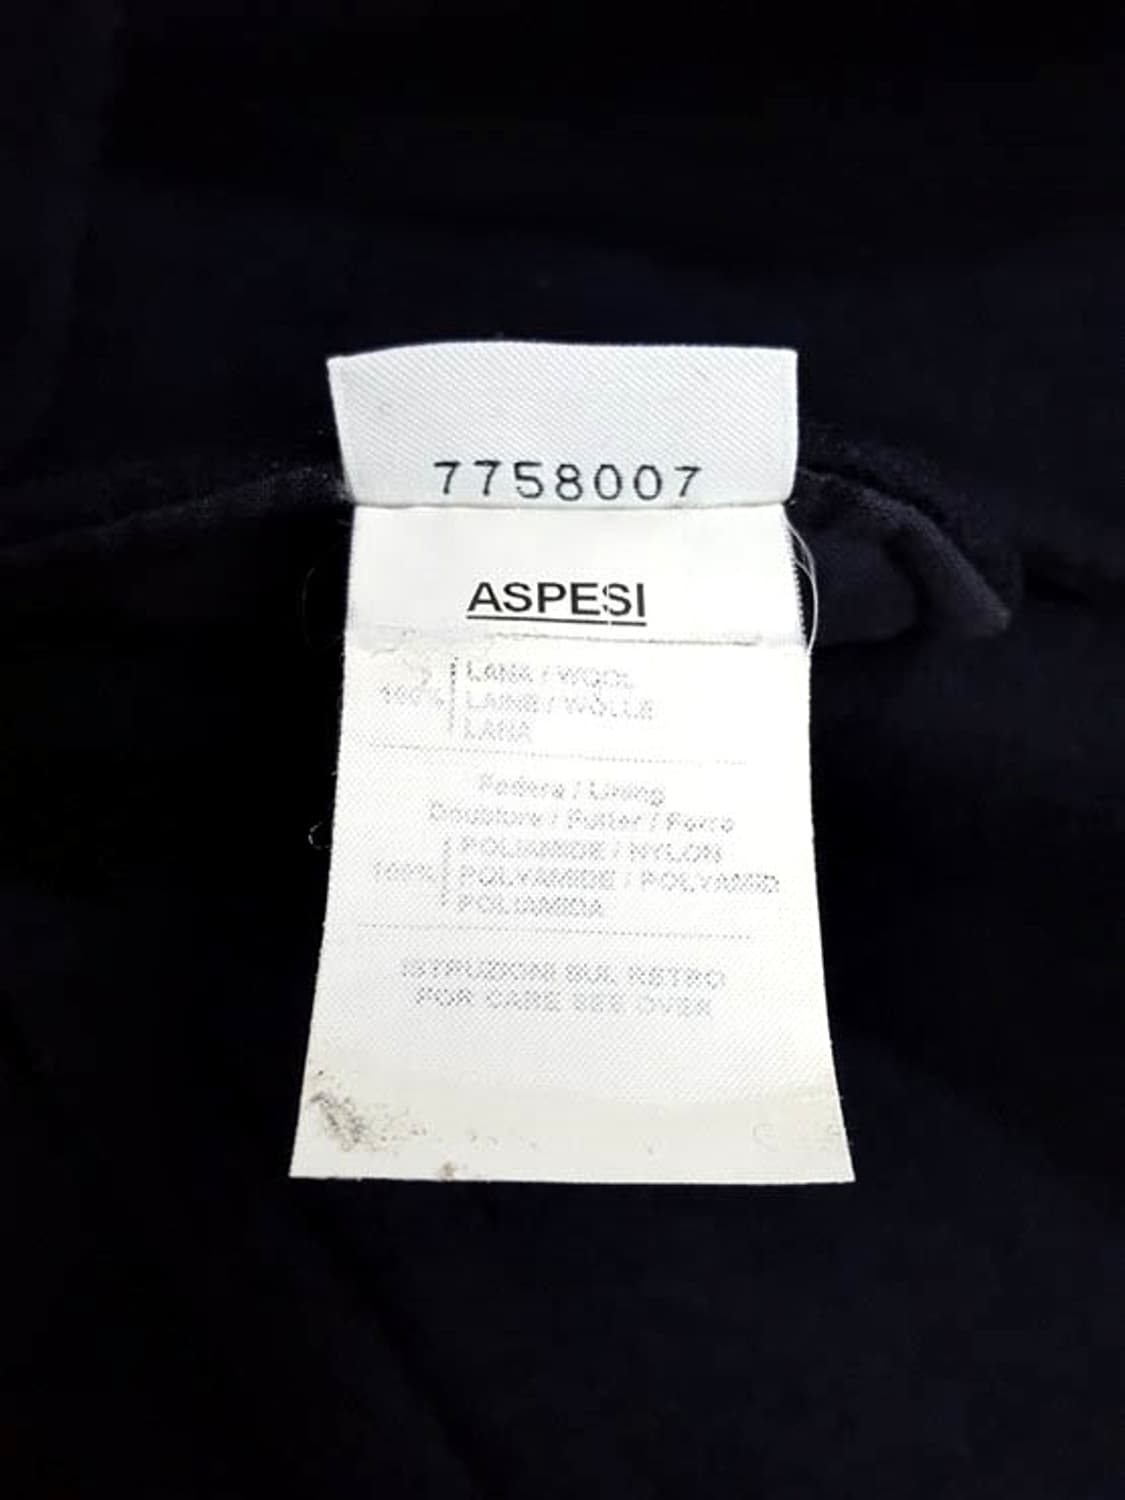 7758007
ASPESI
100% LANA / WOOL
LAINE / WOLLE
LANA
Fodera / Lining
Doublure / Futter / Forro
100% POLIAMIDE / NYLON
POLYAMIDE / POLYAMID
POLIAMIDA
ISTRUZIONI SUL RETRO
FOR CARE SEE OVER